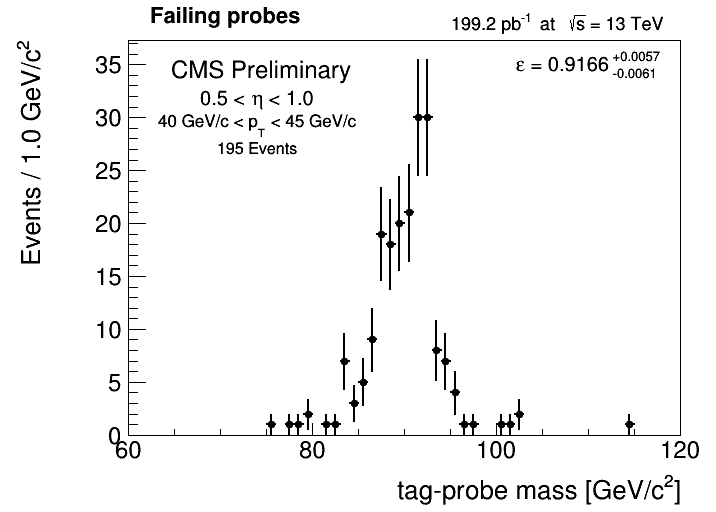 Failing probes
199.2 pb⁻¹ at √s = 13 TeV
CMS Preliminary
0.5 < η < 1.0
40 GeV/c < p_T < 45 GeV/c
195 Events
ε = 0.9166 +0.0057 -0.0061
Events / 1.0 GeV/c²
35
30
25
20
15
10
5
0
60 80 100 120
tag-probe mass [GeV/c²]